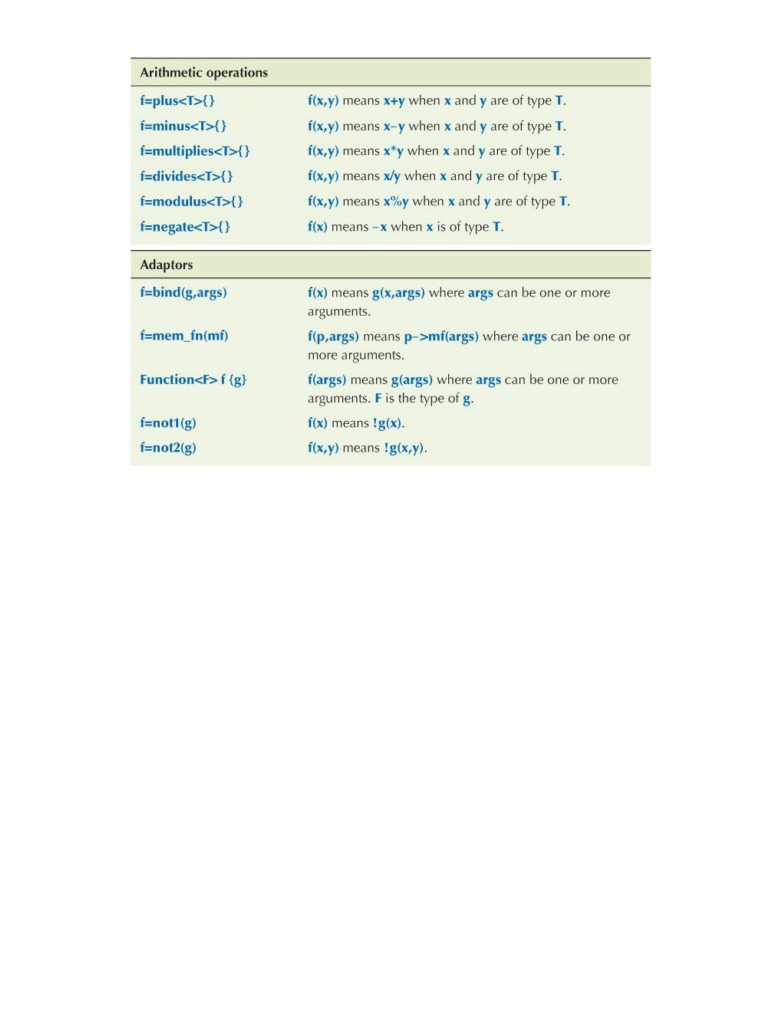 Arithmetic operations
f=plus<T>{} f(x,y) means x+y when x and y are of type T.
f=minus<T>{} f(x,y) means x−y when x and y are of type T.
f=multiplies<T>{} f(x,y) means x*y when x and y are of type T.
f=divides<T>{} f(x,y) means x/y when x and y are of type T.
f=modulus<T>{} f(x,y) means x%y when x and y are of type T.
f=negate<T>{} f(x) means −x when x is of type T.
Adaptors
f=bind(g,args) f(x) means g(x,args) where args can be one or more
arguments.
f=mem_fn(mf) f(p,args) means p−>mf(args) where args can be one or
more arguments.
Function<F> f {g} f(args) means g(args) where args can be one or more
arguments. F is the type of g.
f=not1(g) f(x) means !g(x).
f=not2(g) f(x,y) means !g(x,y).